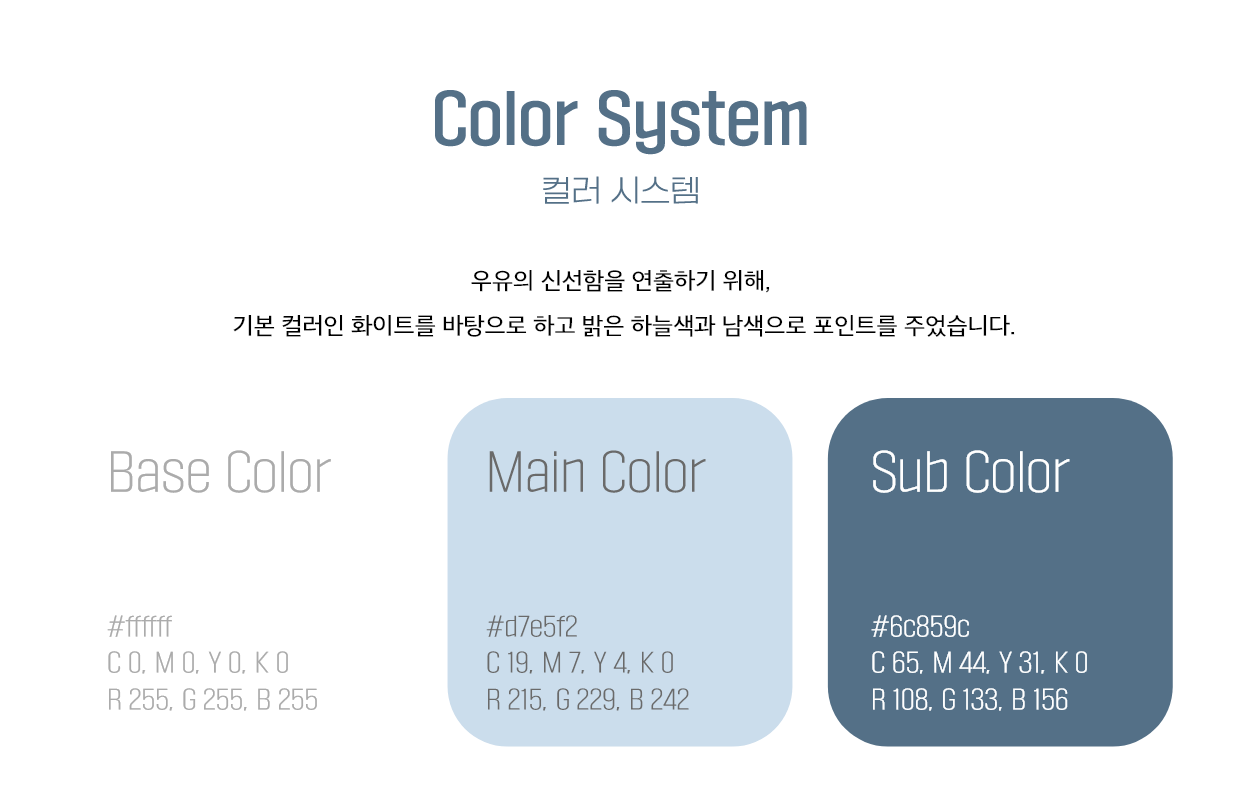 Color System
컬러 시스템
우유의 신선함을 연출하기 위해,
기본 컬러인 화이트를 바탕으로 하고 밝은 하늘색과 남색으로 포인트를 주었습니다.
Base Color
#ffffff
C 0, M 0, Y 0, K 0
R 255, G 255, B 255
Main Color
#d7e5f2
C 19, M 7, Y 4, K 0
R 215, G 229, B 242
Sub Color
#6c859c
C 65, M 44, Y 31, K 0
R 108, G 133, B 156